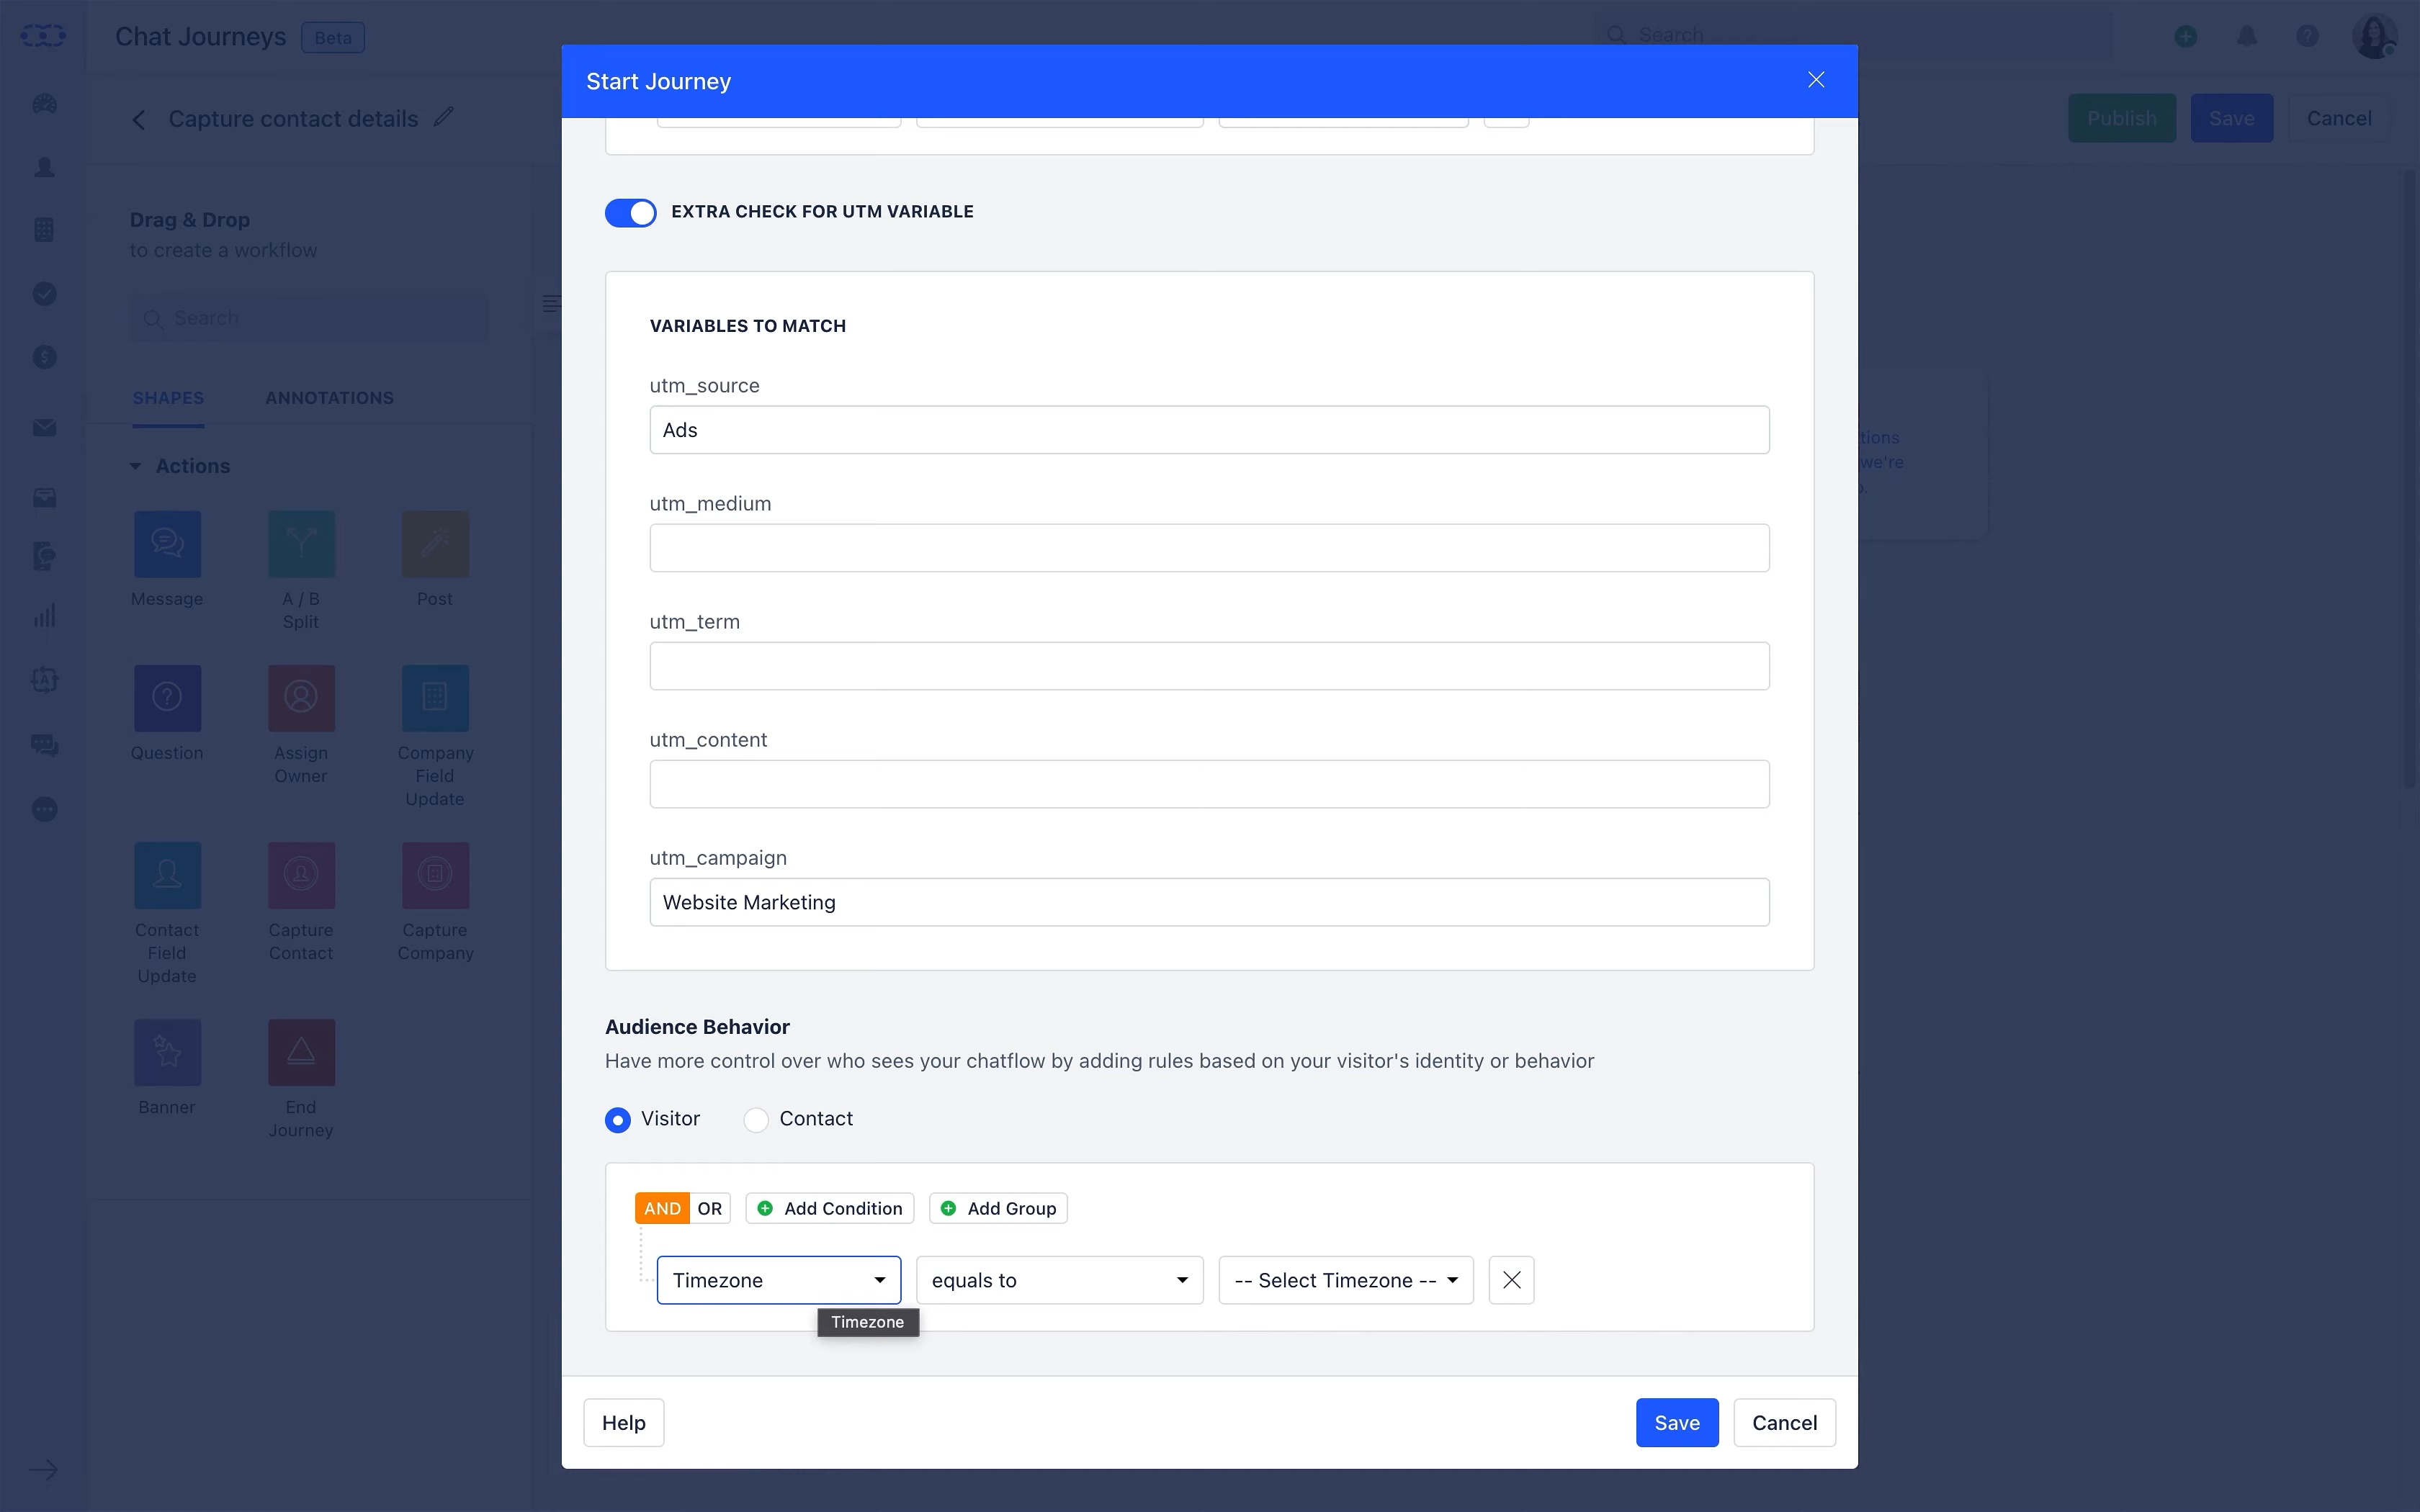 Chat Journeys Beta
Search
Start Journey
Capture contact details
Publish Save Cancel
Drag & Drop
to create a workflow
Search
SHAPES ANNOTATIONS
Actions
Message
A / B
Split
Post
Question
Assign
Owner
Company
Field
Update
Contact
Field
Update
Capture
Contact
Capture
Company
Banner
End
Journey
EXTRA CHECK FOR UTM VARIABLE
VARIABLES TO MATCH
utm_source
Ads
utm_medium
utm_term
utm_content
utm_campaign
Website Marketing
Audience Behavior
Have more control over who sees your chatflow by adding rules based on your visitor's identity or behavior
Visitor Contact
AND OR Add Condition Add Group
Timezone equals to -- Select Timezone --
Timezone
Help Save Cancel
tions
we're